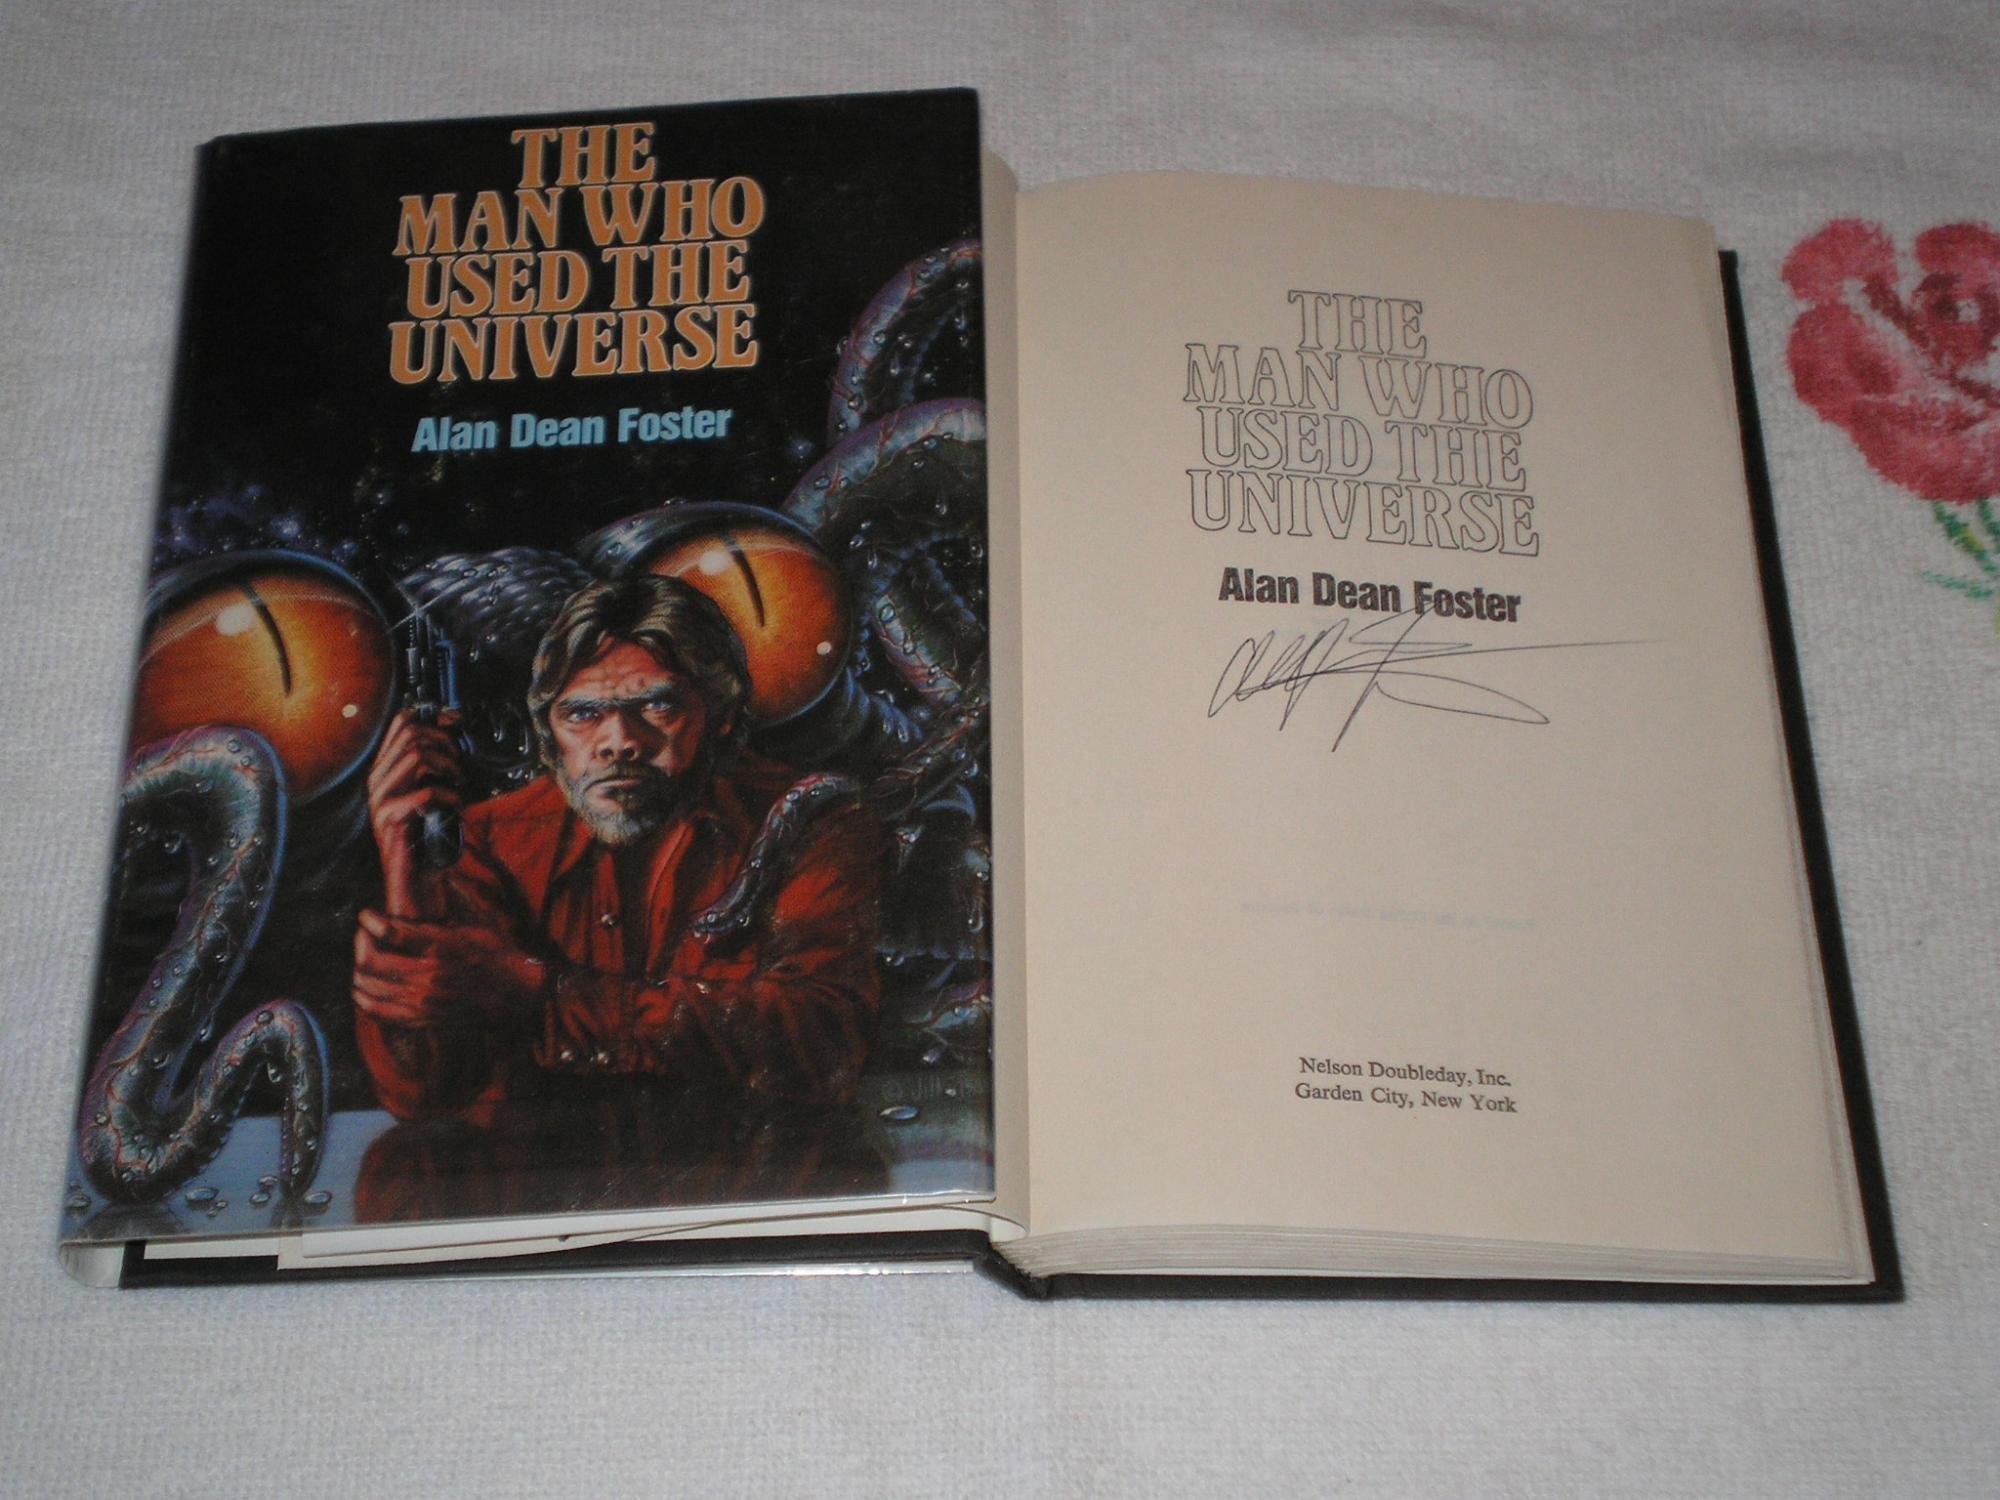 THE
MAN WHO
USED THE
UNIVERSE
Alan Dean Foster
THE
MAN WHO
USED THE
UNIVERSE
Alan Dean Foster
Nelson Doubleday, Inc.
Garden City, New York